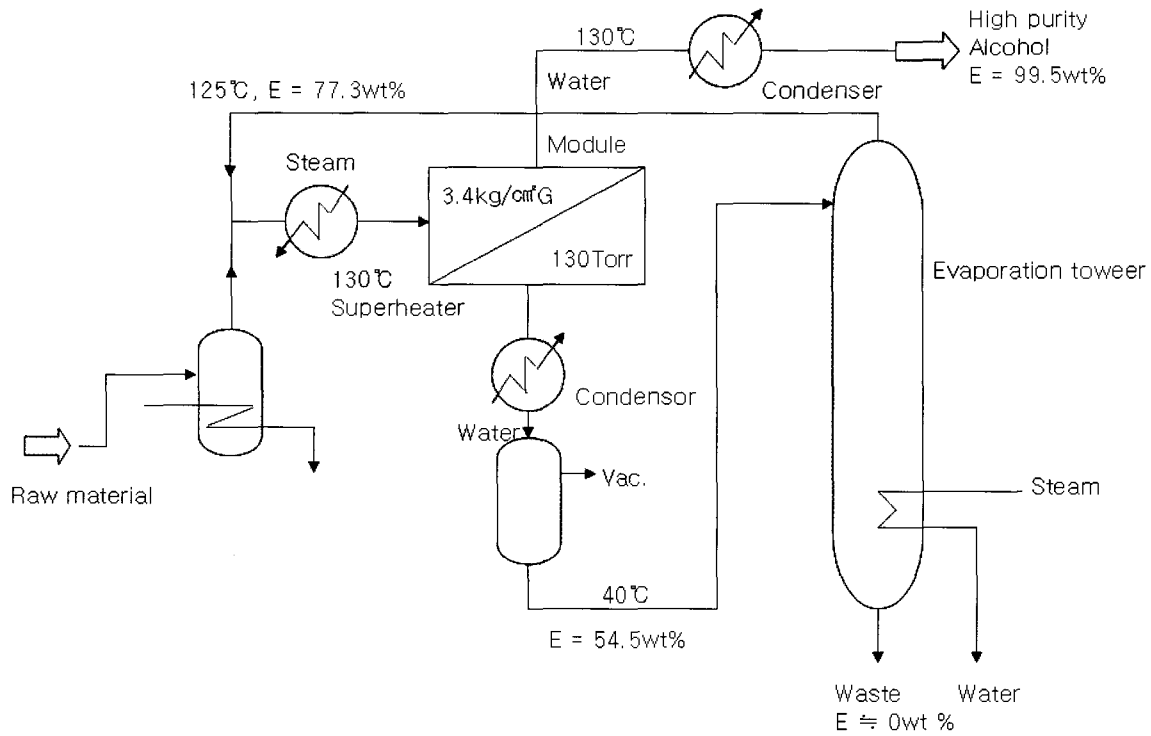 High purity
Alcohol
E = 99.5wt%
130℃
Water
Condenser
125℃, E = 77.3wt%
Module
Steam
3.4kg/㎠G
130Torr
130℃
Superheater
Evaporation toweer
Condensor
Water
Vac.
Raw material
Steam
40℃
E = 54.5wt%
Waste
Water
E ≒ 0wt %